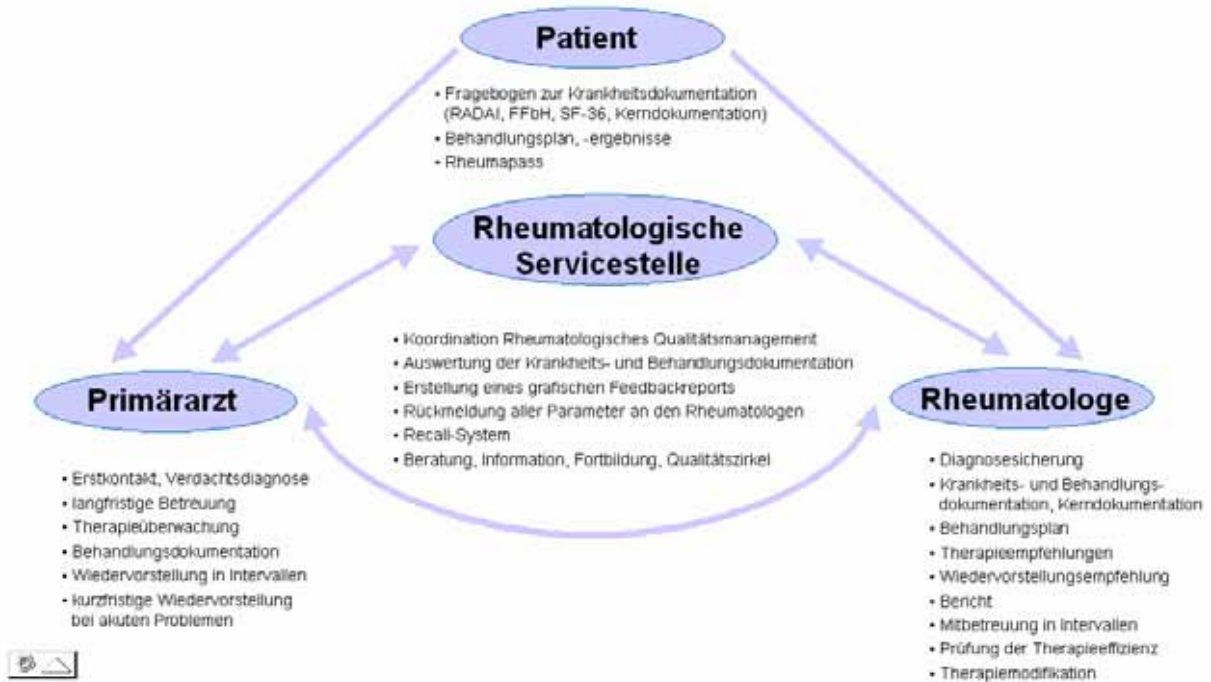 Patient
• Fragebogen zur Krankheitsdokumentation
(RADAI, FFbH, SF-36, Kerndokumentation)
• Behandlungsplan, -ergebnisse
- Rheumapass
Rheumatologische
Servicestelle
• Koordination Rheumatologisches Qualitätsmanagement
• Auswertung der Krankheits- und Behandlungsdokumentation
• Erstellung eines grafischen Feedbackreports
• Rückmeldung aller Parameter an den Rheumatologen
• Recall-System
• Beratung, Information, Fortbildung, Qualitätszirkel
Primärarzt
• Erstkontakt, Verdachtsdiagnose
• langfristige Betreuung
• Therapieüberwachung
• Behandlungsdokumentation
• Wiedervorstellung in Intervallen
- kurzfristige Wiedervorstellung
bei akuten Problemen
Rheumatologe
• Diagnosesicherung
• Krankheits- und Behandlungs-
dokumentation, Kerndokumentation
• Behandlungsplan
• Therapieempfehlungen
• Wiedervorstellungsempfehlung
• Bericht
• Mitbetreuung in Intervallen
• Prüfung der Therapieeffizienz
• Therapiemodifikation